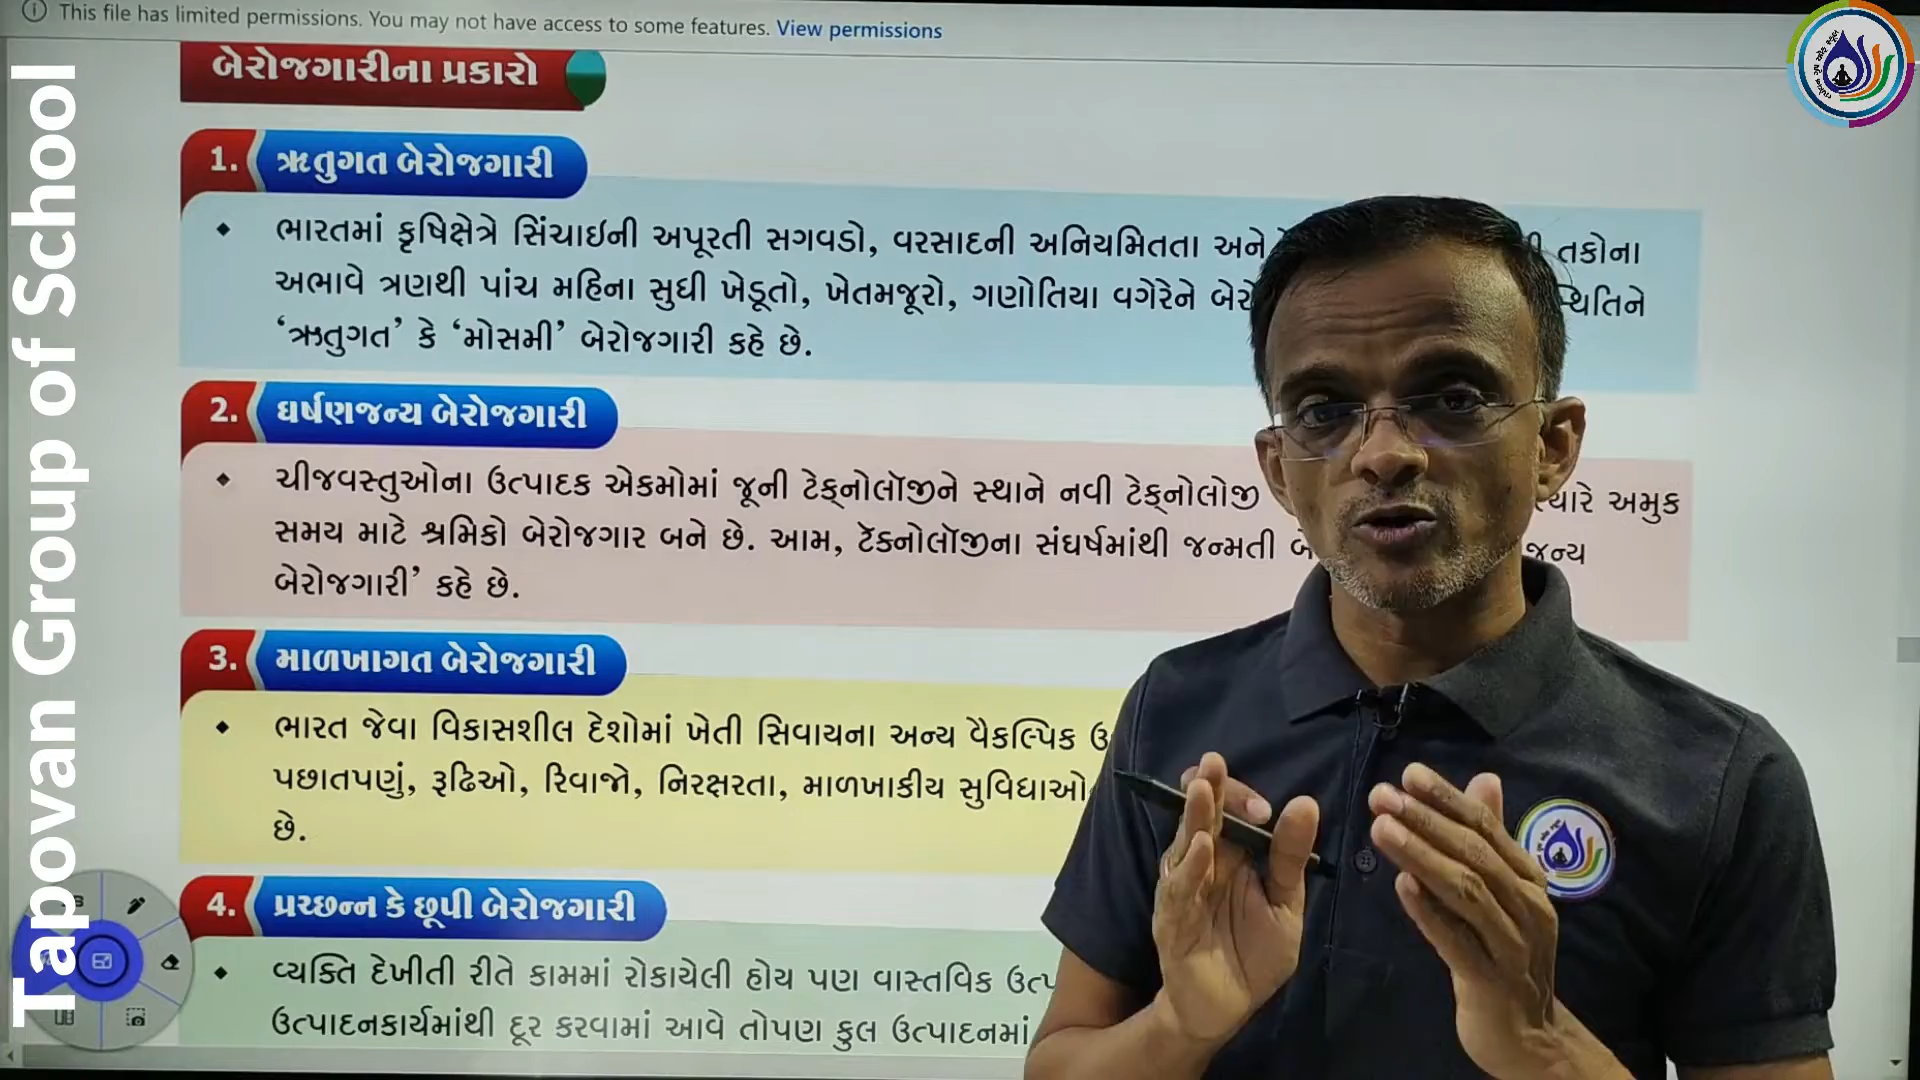 This file has limited permissions. You may not have access to some features. View permissions
Tapovan Group of School
બેરોજગારીના પ્રકારો
1. ઋતુગત બેરોજગારી
ભારતમાં કૃષિક્ષેત્રે સિંચાઈની અપૂરતી સગવડો, વરસાદની અનિયમિતતા અને તકોના
અભાવે ત્રણથી પાંચ મહિના સુધી ખેડૂતો, ખેતમજૂરો, ગણોતિયા વગેરેને
‘ઋતુગત’ કે ‘મોસમી’ બેરોજગારી કહે છે.
2. ઘર્ષણજન્ય બેરોજગારી
ચીજવસ્તુઓના ઉત્પાદક એકમોમાં જૂની ટેક્નોલૉજીને સ્થાને નવી ટેક્નોલોજી અમુક
સમય માટે શ્રમિકો બેરોજગાર બને છે. આમ, ટૅકનોલૉજીના સંઘર્ષમાંથી જન્મતી
બેરોજગારી’ કહે છે.
3. માળખાગત બેરોજગારી
ભારત જેવા વિકાસશીલ દેશોમાં ખેતી સિવાયના અન્ય વૈકલ્પિક
પછાતપણું, રૂઢિઓ, રિવાજો, નિરક્ષરતા, માળખાકીય સુવિધાઓ
છે.
4. પ્રચ્છન્ન કે છૂપી બેરોજગારી
વ્યક્તિ દેખીતી રીતે કામમાં રોકાયેલી હોય પણ વાસ્તવિક
ઉત્પાદનકાર્યમાંથી દૂર કરવામાં આવે તોપણ કુલ ઉત્પાદનમાં